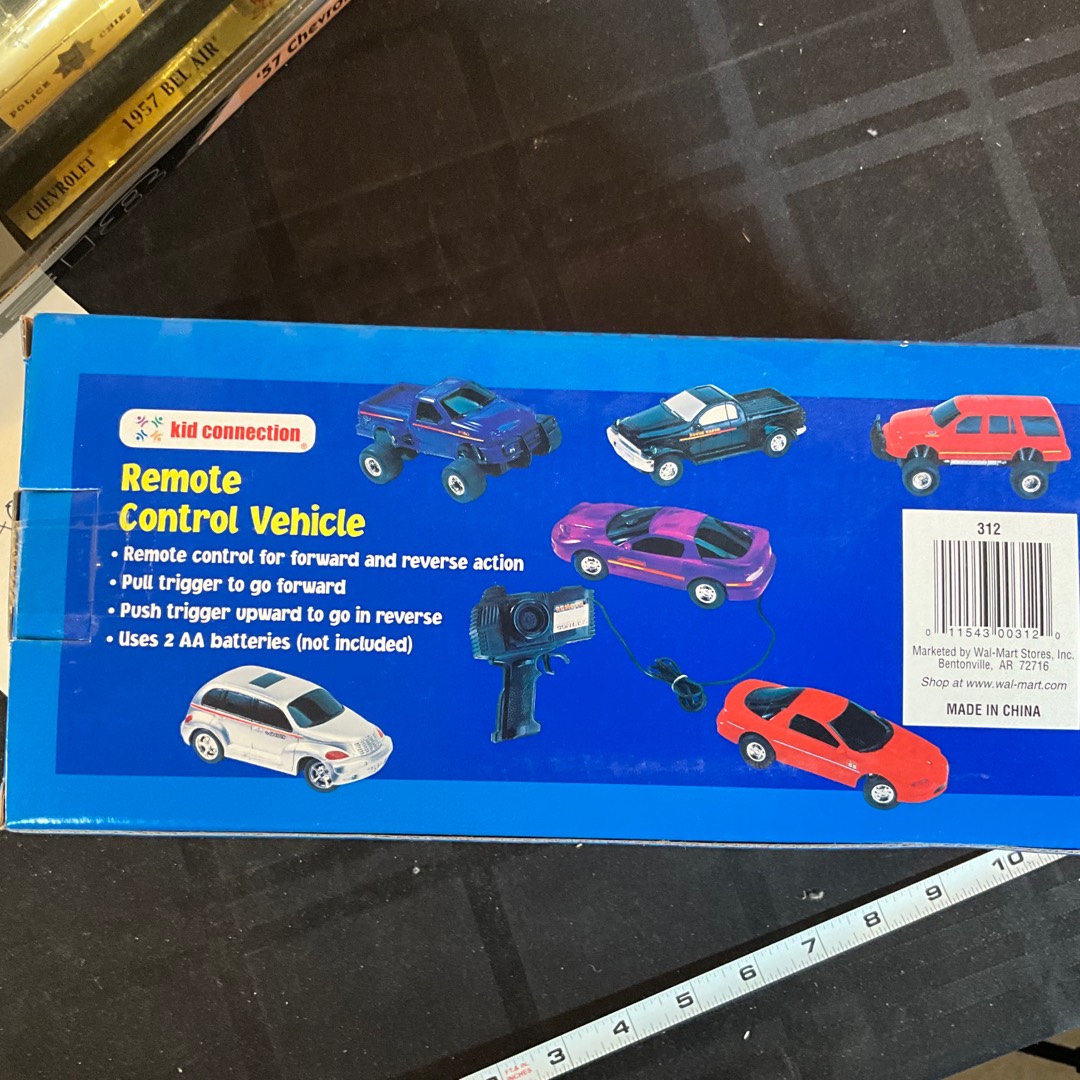 POLICE ★ CHIEF
CHEVROLET 1957 BEL AIR
'57 Chevrol
kid connection®
Remote
Control Vehicle
• Remote control for forward and reverse action
• Pull trigger to go forward
• Push trigger upward to go in reverse
• Uses 2 AA batteries (not included)
312
0 11543 00312 0
Marketed by Wal-Mart Stores, Inc.
Bentonville, AR 72716
Shop at www.wal-mart.com
MADE IN CHINA
3 4 5 6 7 8 9 10
INCHES